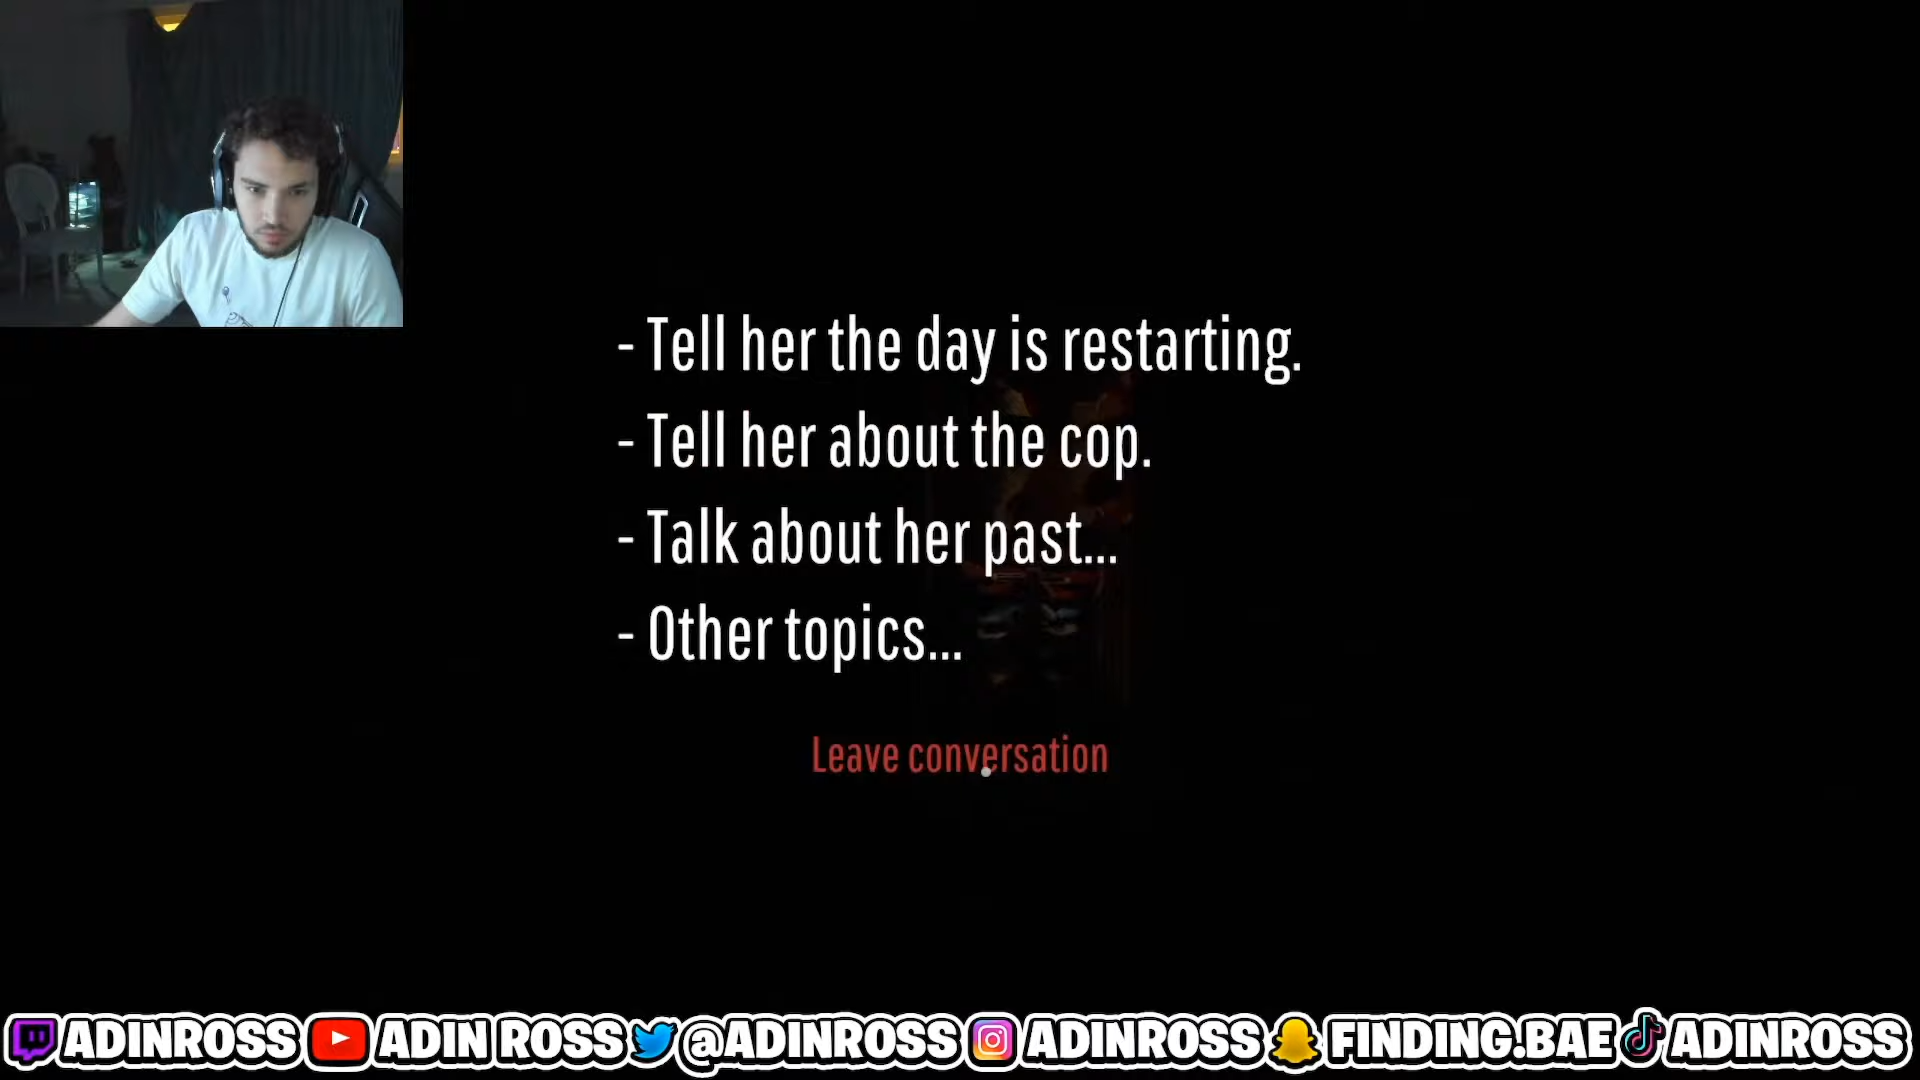 - Tell her the day is restarting.
- Tell her about the cop.
- Talk about her past...
- Other topics...
Leave conversation
ADINROSS ADIN ROSS @ADINROSS ADINROSS FINDING.BAE ADINROSS